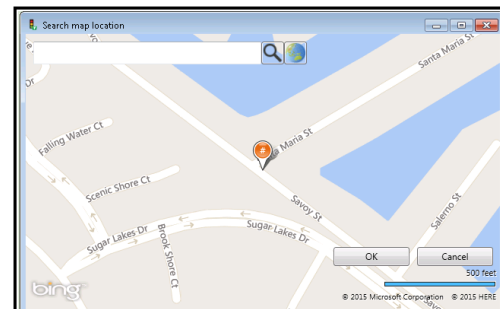 Search map location
Santa Maria St
Dr
Falling Water Ct
#
Maria St
Scenic Shore Ct
Savoy St
Salerno St
Sugar Lakes Dr
Brook Shore Ct
Sugar Lakes Dr
OK
Cancel
500 feet
bing
© 2015 Microsoft Corporation © 2015 HERE